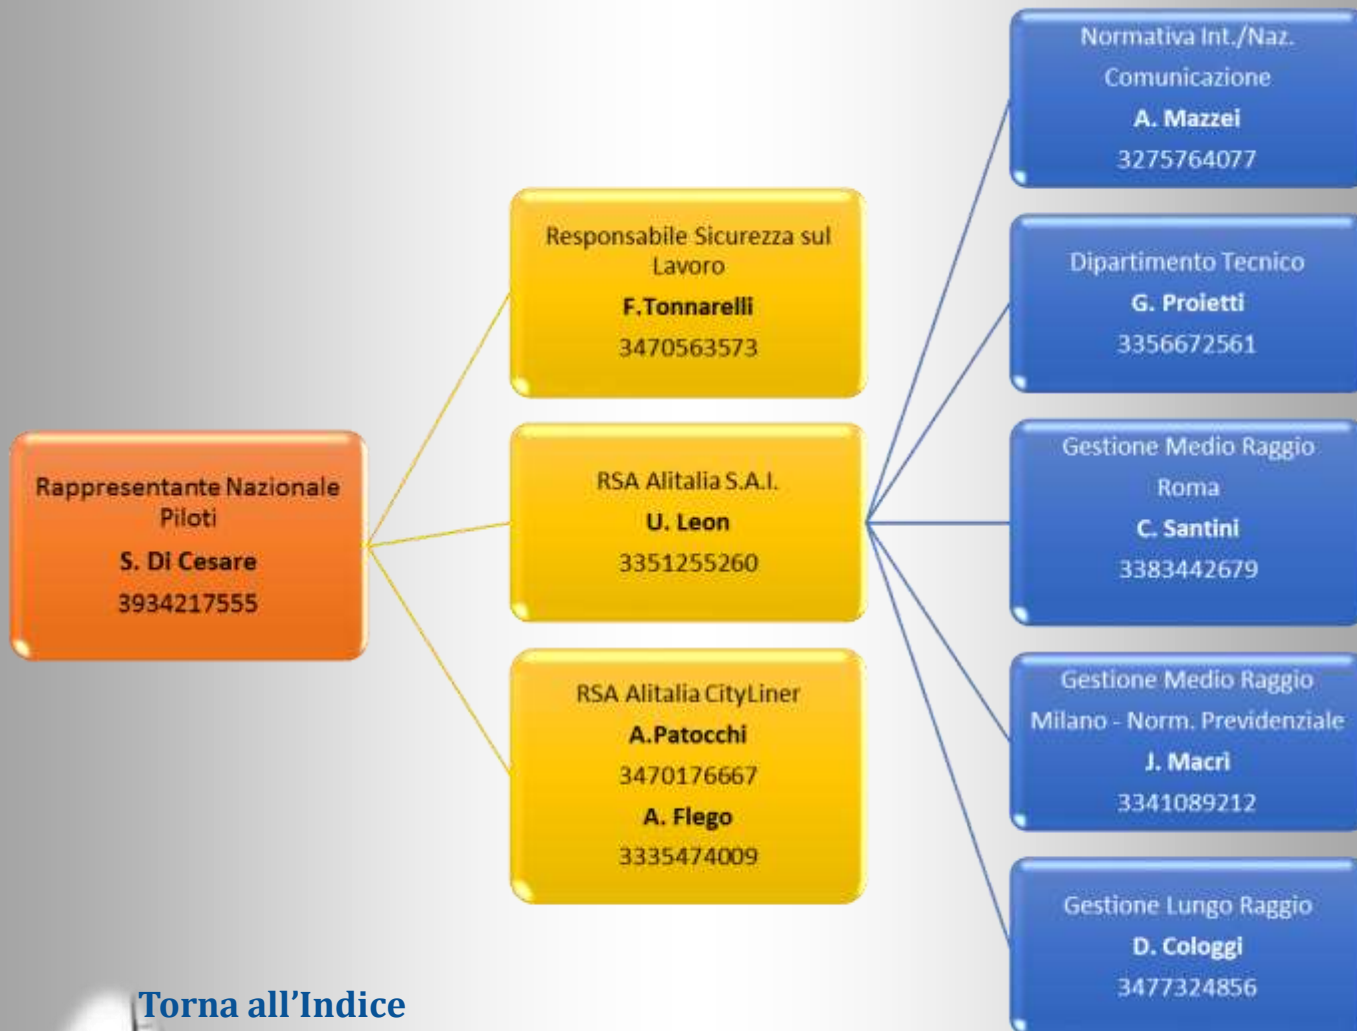 Rappresentante Nazionale
Piloti
S. Di Cesare
3934217555
Responsabile Sicurezza sul
Lavoro
F.Tonnarelli
3470563573
RSA Alitalia S.A.I.
U. Leon
3351255260
RSA Alitalia CityLiner
A.Patocchi
3470176667
A. Flego
3335474009
Normativa Int./Naz.
Comunicazione
A. Mazzei
3275764077
Dipartimento Tecnico
G. Proietti
3356672561
Gestione Medio Raggio
Roma
C. Santini
3383442679
Gestione Medio Raggio
Milano - Norm. Previdenziale
J. Macrì
3341089212
Gestione Lungo Raggio
D. Cologgi
3477324856
Torna all’Indice